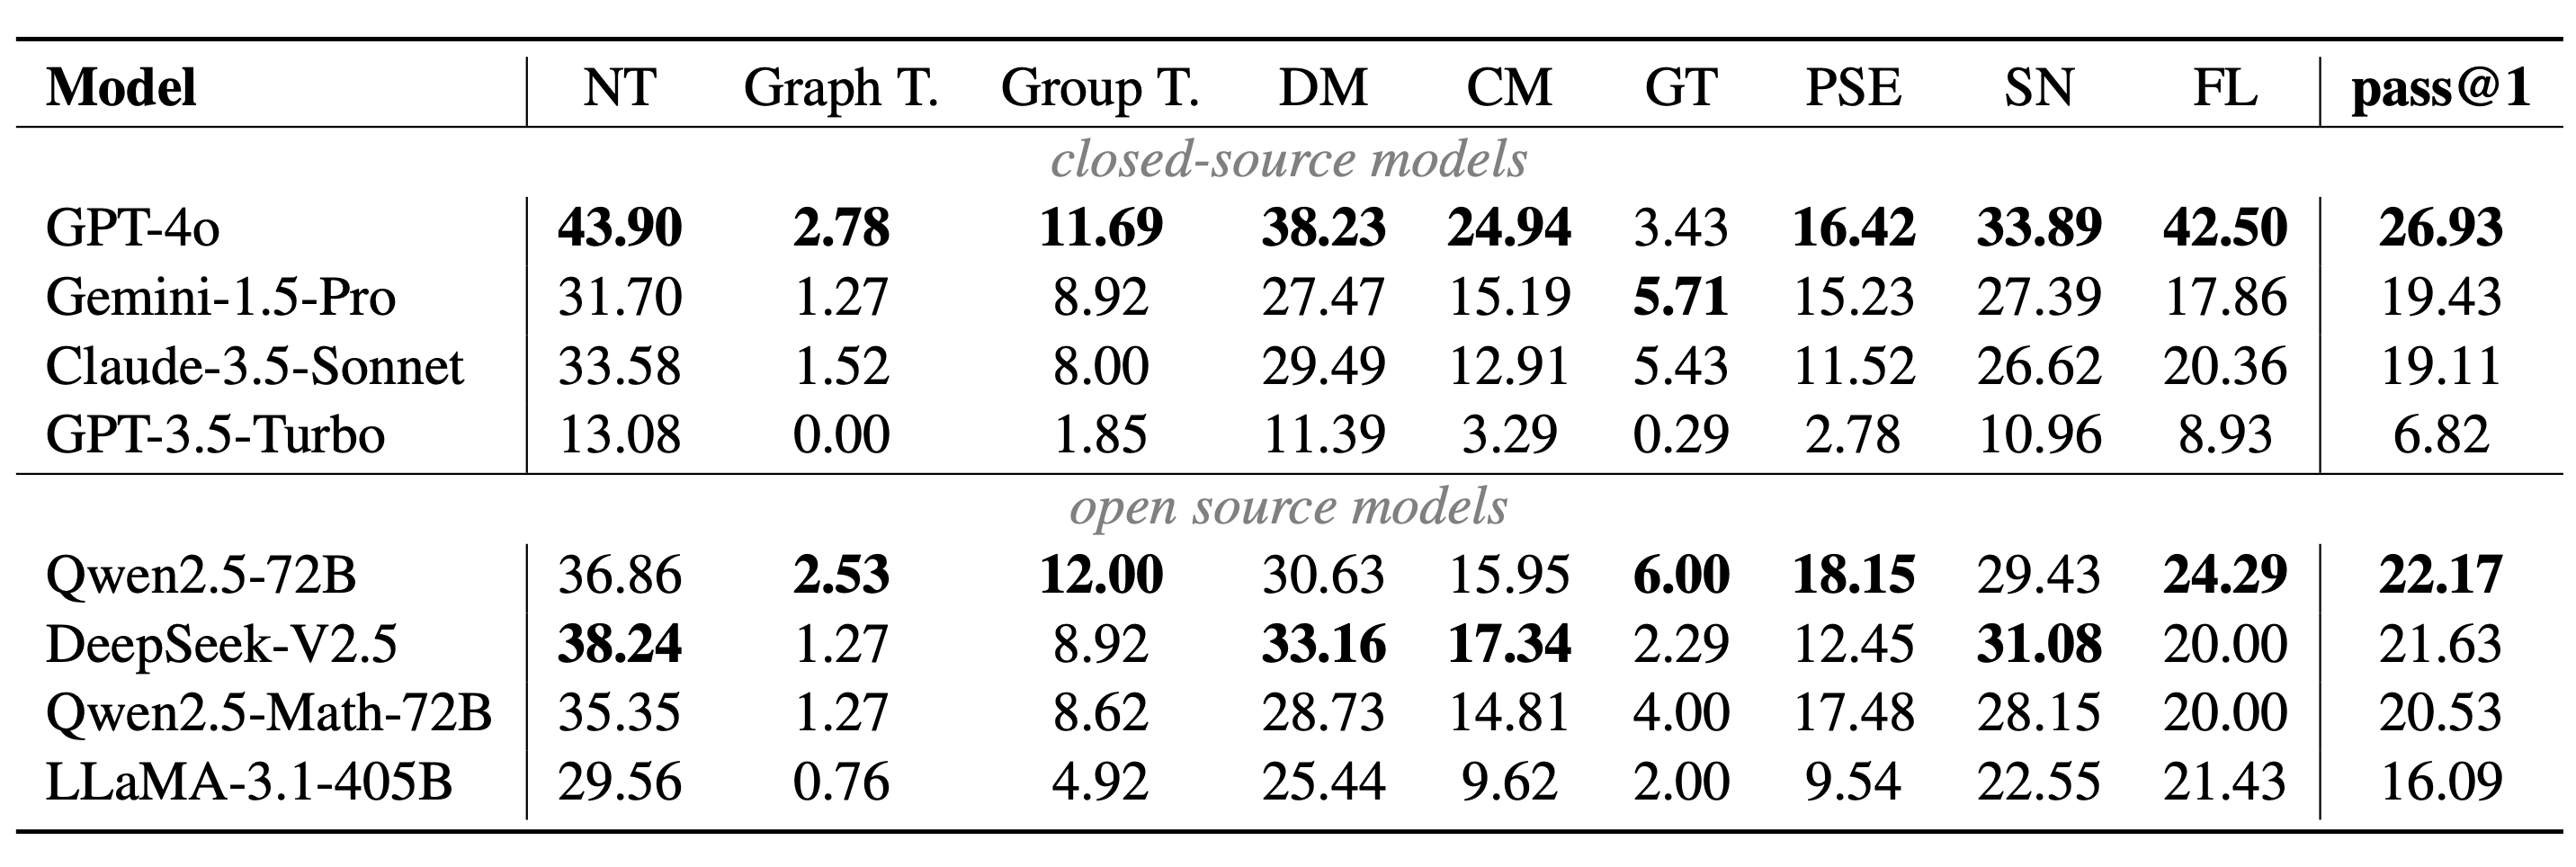 Model NT Graph T. Group T. DM CM GT PSE SN FL pass@1
closed-source models
GPT-4o 43.90 2.78 11.69 38.23 24.94 3.43 16.42 33.89 42.50 26.93
Gemini-1.5-Pro 31.70 1.27 8.92 27.47 15.19 5.71 15.23 27.39 17.86 19.43
Claude-3.5-Sonnet 33.58 1.52 8.00 29.49 12.91 5.43 11.52 26.62 20.36 19.11
GPT-3.5-Turbo 13.08 0.00 1.85 11.39 3.29 0.29 2.78 10.96 8.93 6.82
open source models
Qwen2.5-72B 36.86 2.53 12.00 30.63 15.95 6.00 18.15 29.43 24.29 22.17
DeepSeek-V2.5 38.24 1.27 8.92 33.16 17.34 2.29 12.45 31.08 20.00 21.63
Qwen2.5-Math-72B 35.35 1.27 8.62 28.73 14.81 4.00 17.48 28.15 20.00 20.53
LLaMA-3.1-405B 29.56 0.76 4.92 25.44 9.62 2.00 9.54 22.55 21.43 16.09